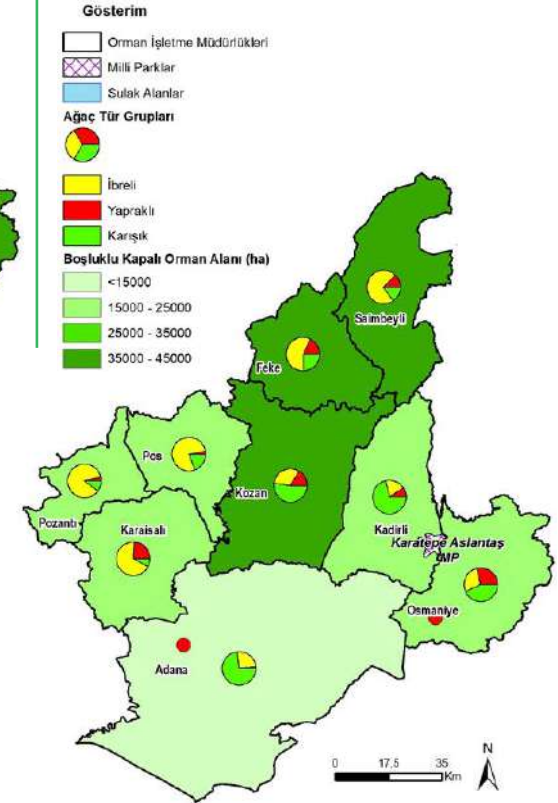 Gösterim
Orman İşletme Müdürlükleri
Milli Parklar
Sulak Alanlar
Ağaç Tür Grupları
İbreli
Yapraklı
Karışık
Boşluklu Kapalı Orman Alanı (ha)
<15000
15000 - 25000
25000 - 35000
35000 - 45000
Saimbeyli
Feke
Pos
Kozan
Pozantı
Karaisalı
Kadirli
Karatepe Aslantaş
MP
Osmaniye
Adana
N
0 17,5 35
Km